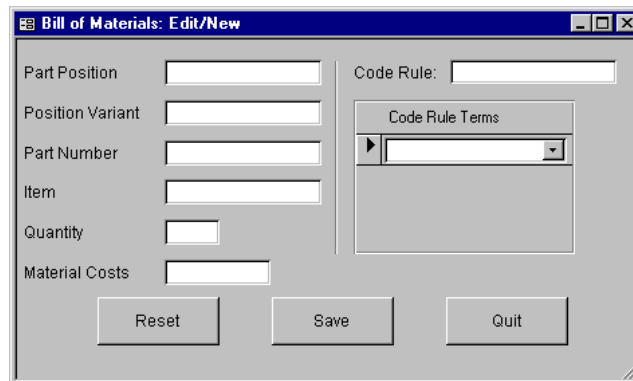 Bill of Materials: Edit/New
Part Position
Code Rule:
Position Variant
Code Rule Terms
Part Number
Item
Quantity
Material Costs
Reset
Save
Quit